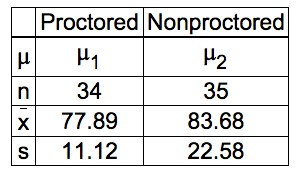 Proctored Nonproctored
μ μ₁ μ₂
n 34 35
x̄ 77.89 83.68
s 11.12 22.58